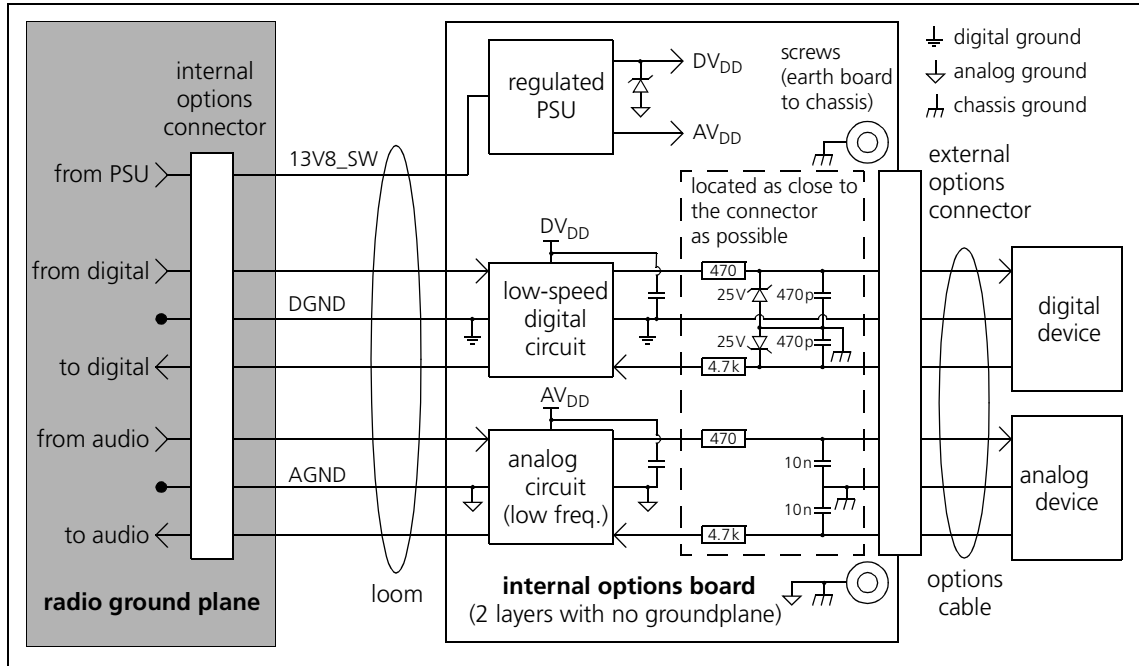 internal
options
connector
from PSU
from digital
to digital
from audio
to audio
radio ground plane
13V8_SW
DGND
AGND
loom
regulated
PSU
DVDD
AVDD
screws
(earth board
to chassis)
digital ground
analog ground
chassis ground
located as close to
the connector
as possible
external
options
connector
DVDD
low-speed
digital
circuit
470
25V
470p
25V
470p
4.7k
AVDD
analog
circuit
(low freq.)
470
10n
10n
4.7k
digital
device
analog
device
internal options board
(2 layers with no groundplane)
options
cable